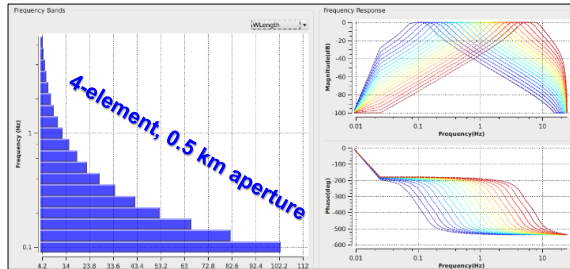 Frequency Bands
WLength
Frequency (Hz)
1
0.1
4.2 14 23.8 33.6 43.4 53.2 63 72.8 82.6 92.4 102.2 112
4-element, 0.5 km aperture
Frequency Response
Magnitude(dB)
0
-20
-40
-60
-80
-100
0.01 0.1 1 10
Frequency(Hz)
Phase(deg)
0
-100
-200
-300
-400
-500
-600
0.01 0.1 1 10
Frequency(Hz)